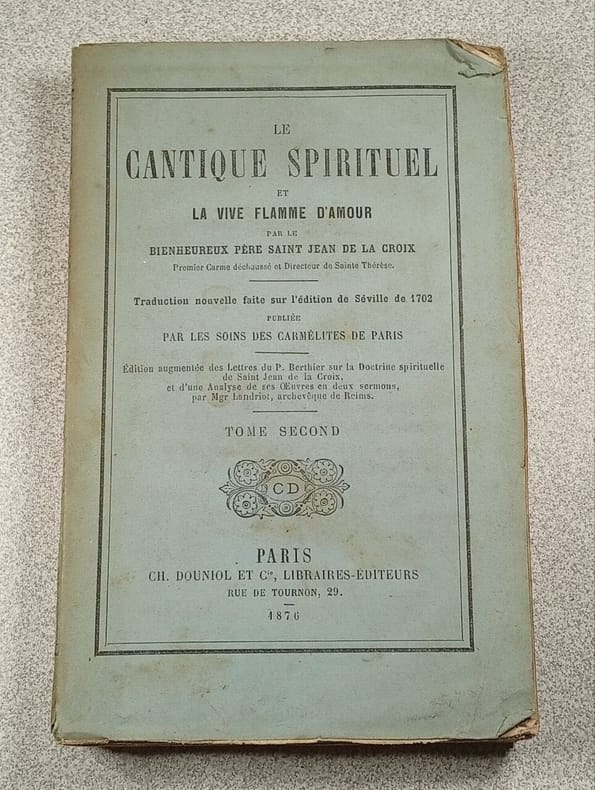 LE
CANTIQUE SPIRITUEL
ET
LA VIVE FLAMME D'AMOUR
PAR LE
BIENHEUREUX PÈRE SAINT JEAN DE LA CROIX
Premier Carme déchaussé et Directeur de Sainte Thérèse.
Traduction nouvelle faite sur l'édition de Séville de 1702
PUBLIÉE
PAR LES SOINS DES CARMÉLITES DE PARIS
Édition augmentée des Lettres du P. Berthier sur la Doctrine spirituelle
de Saint Jean de la Croix,
et d'une Analyse de ses Œuvres en deux sermons,
par Mgr Landriot, archevêque de Reims.
TOME SECOND
CD
PARIS
CH. DOUNIOL ET Cie, LIBRAIRES-ÉDITEURS
RUE DE TOURNON, 29.
1876